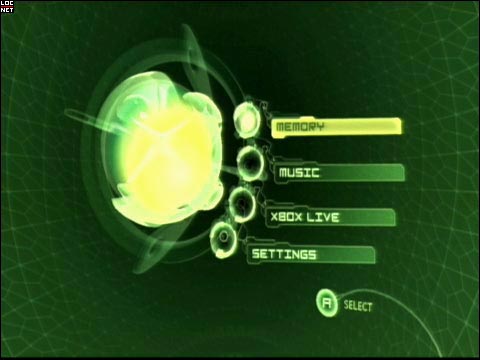 LOC
NET
MEMORY
MUSIC
XBOX LIVE
SETTINGS
A SELECT